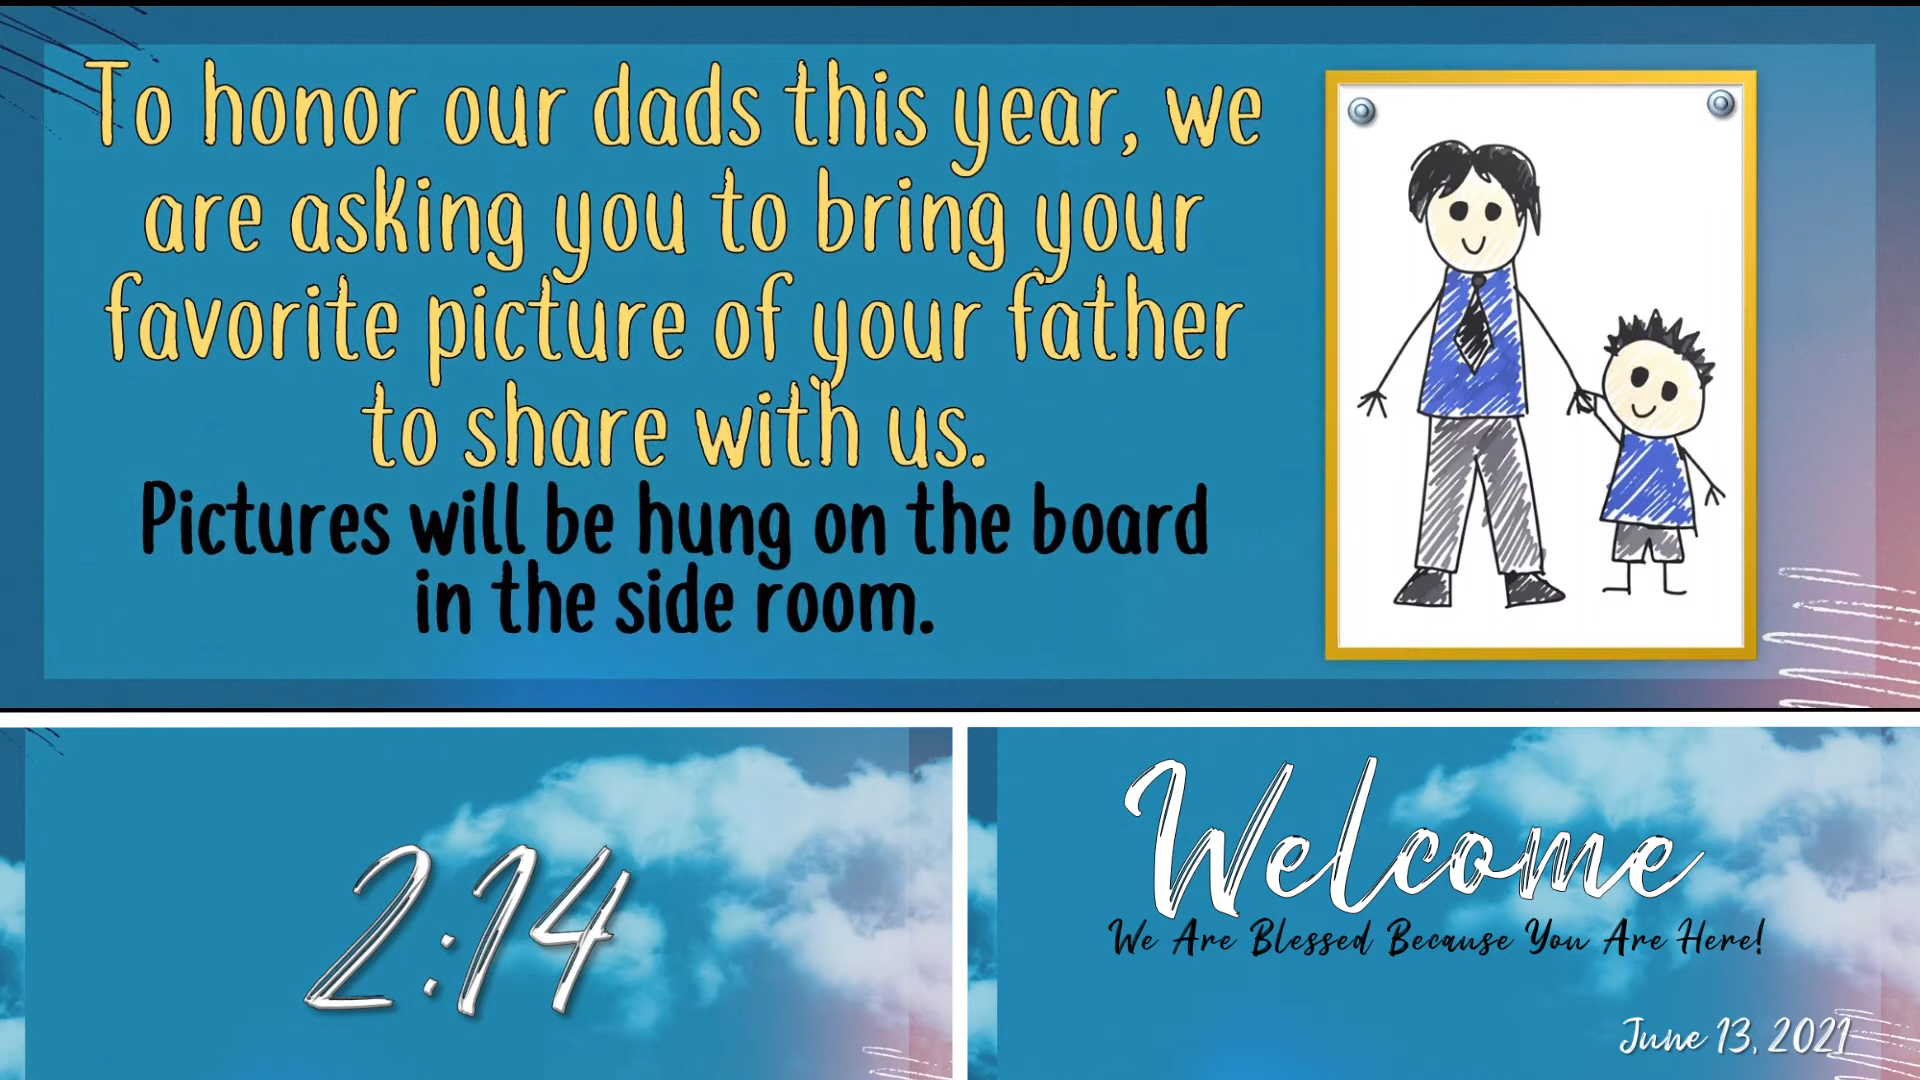 To honor our dads this year, we
are asking you to bring your
favorite picture of your father
to share with us.
Pictures will be hung on the board
in the side room.
2:14
Welcome
We Are Blessed Because You Are Here!
June 13, 2021